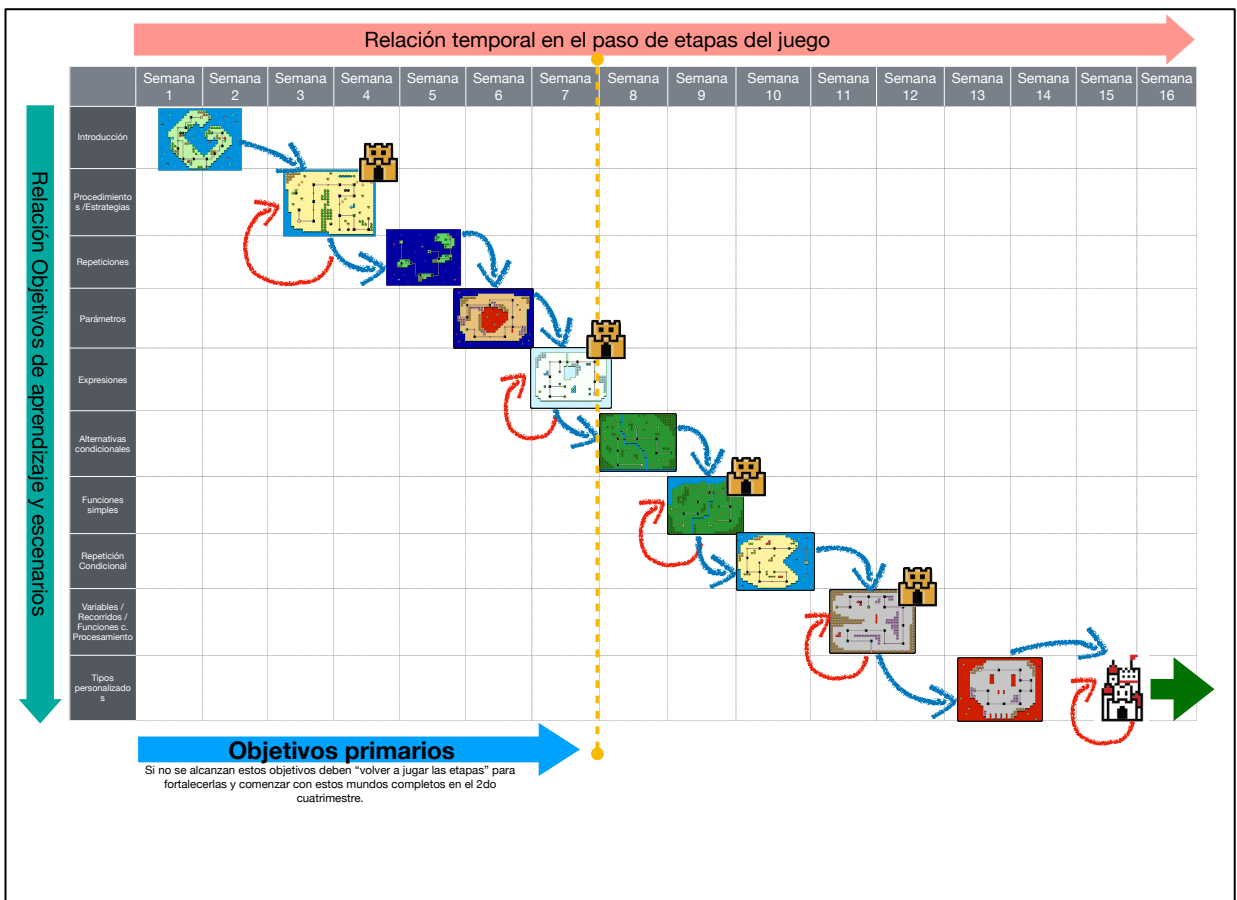 Relación temporal en el paso de etapas del juego
Semana 1
Semana 2
Semana 3
Semana 4
Semana 5
Semana 6
Semana 7
Semana 8
Semana 9
Semana 10
Semana 11
Semana 12
Semana 13
Semana 14
Semana 15
Semana 16
Relación Objetivos de aprendizaje y escenarios
Introducción
Procedimiento
s /Estrategias
Repeticiones
Parámetros
Expresiones
Alternativas
condicionales
Funciones
simples
Repetición
Condicional
Variables /
Recorridos /
Funciones c.
Procesamiento
Tipos
personalizado
s
Objetivos primarios
Si no se alcanzan estos objetivos deben “volver a jugar las etapas” para
fortalecerlas y comenzar con estos mundos completos en el 2do
cuatrimestre.